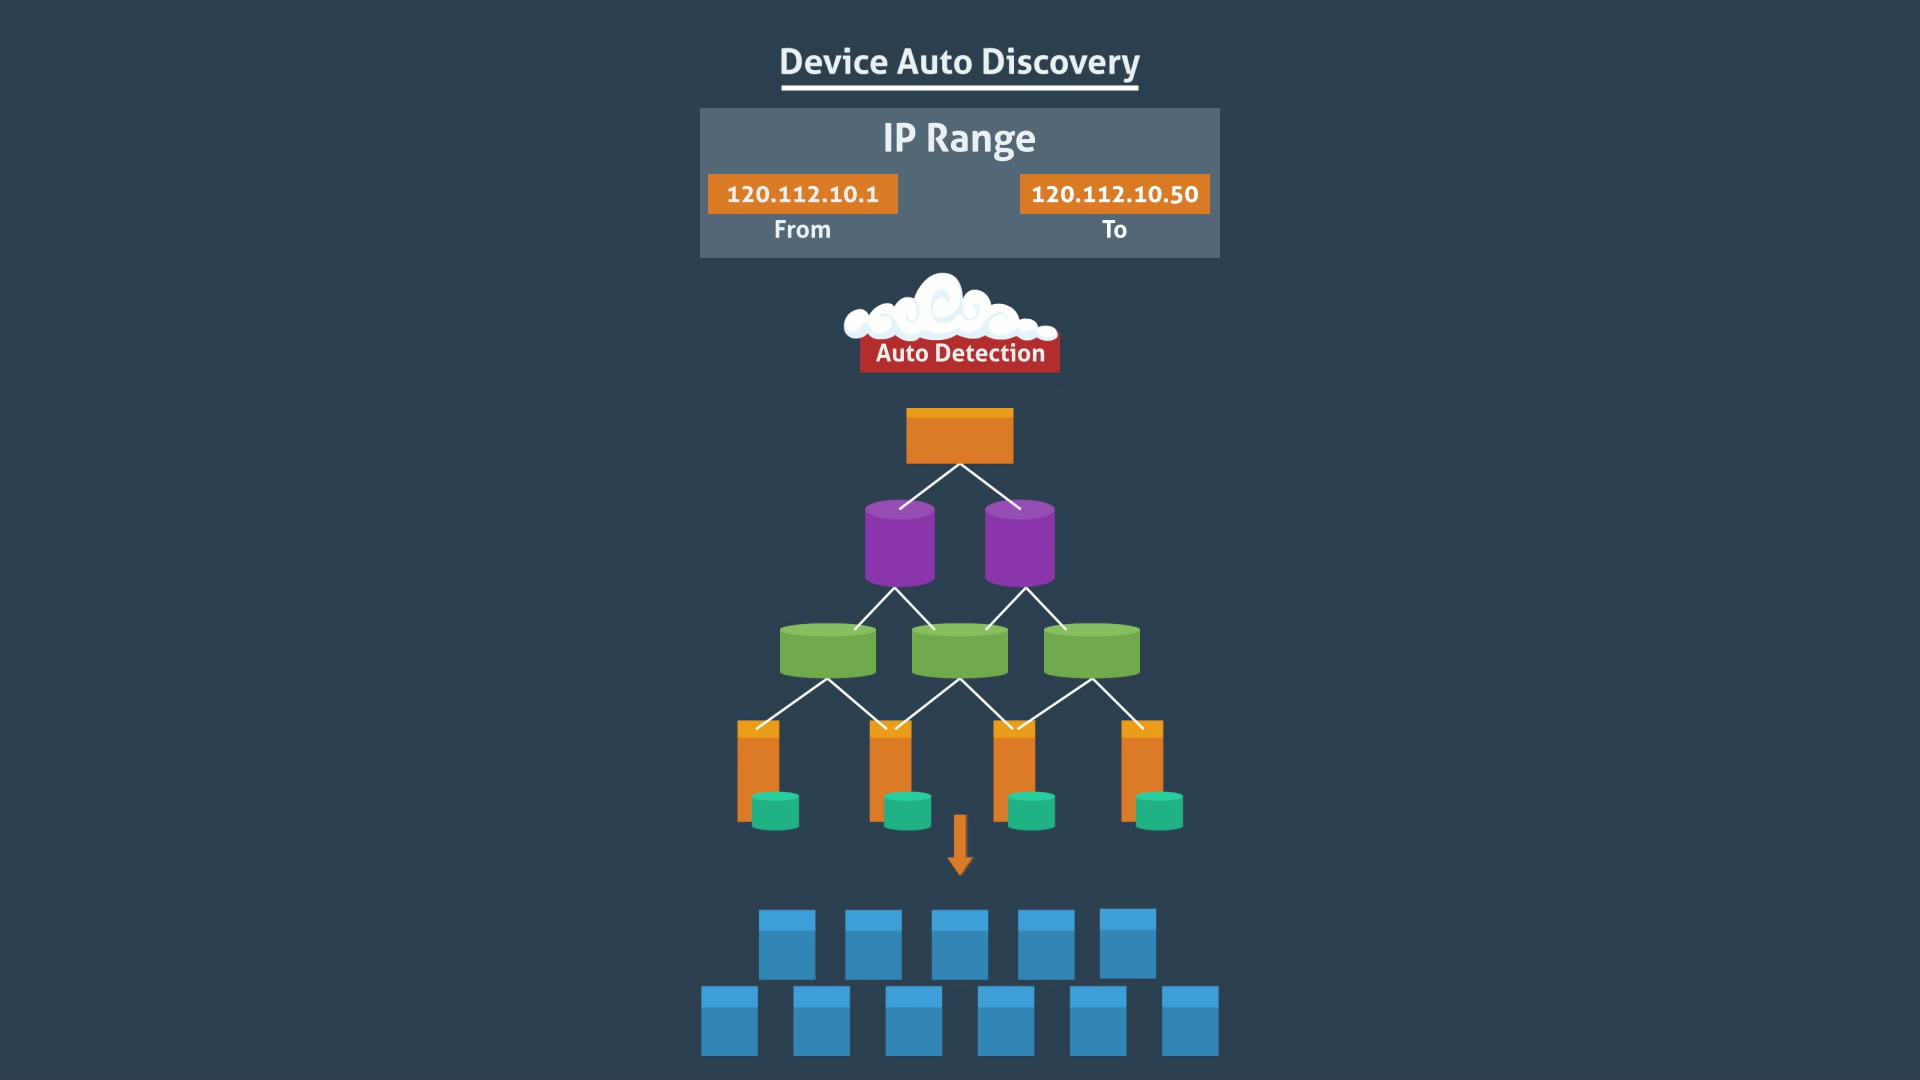 Device Auto Discovery
IP Range
120.112.10.1
120.112.10.50
From
To
Auto Detection